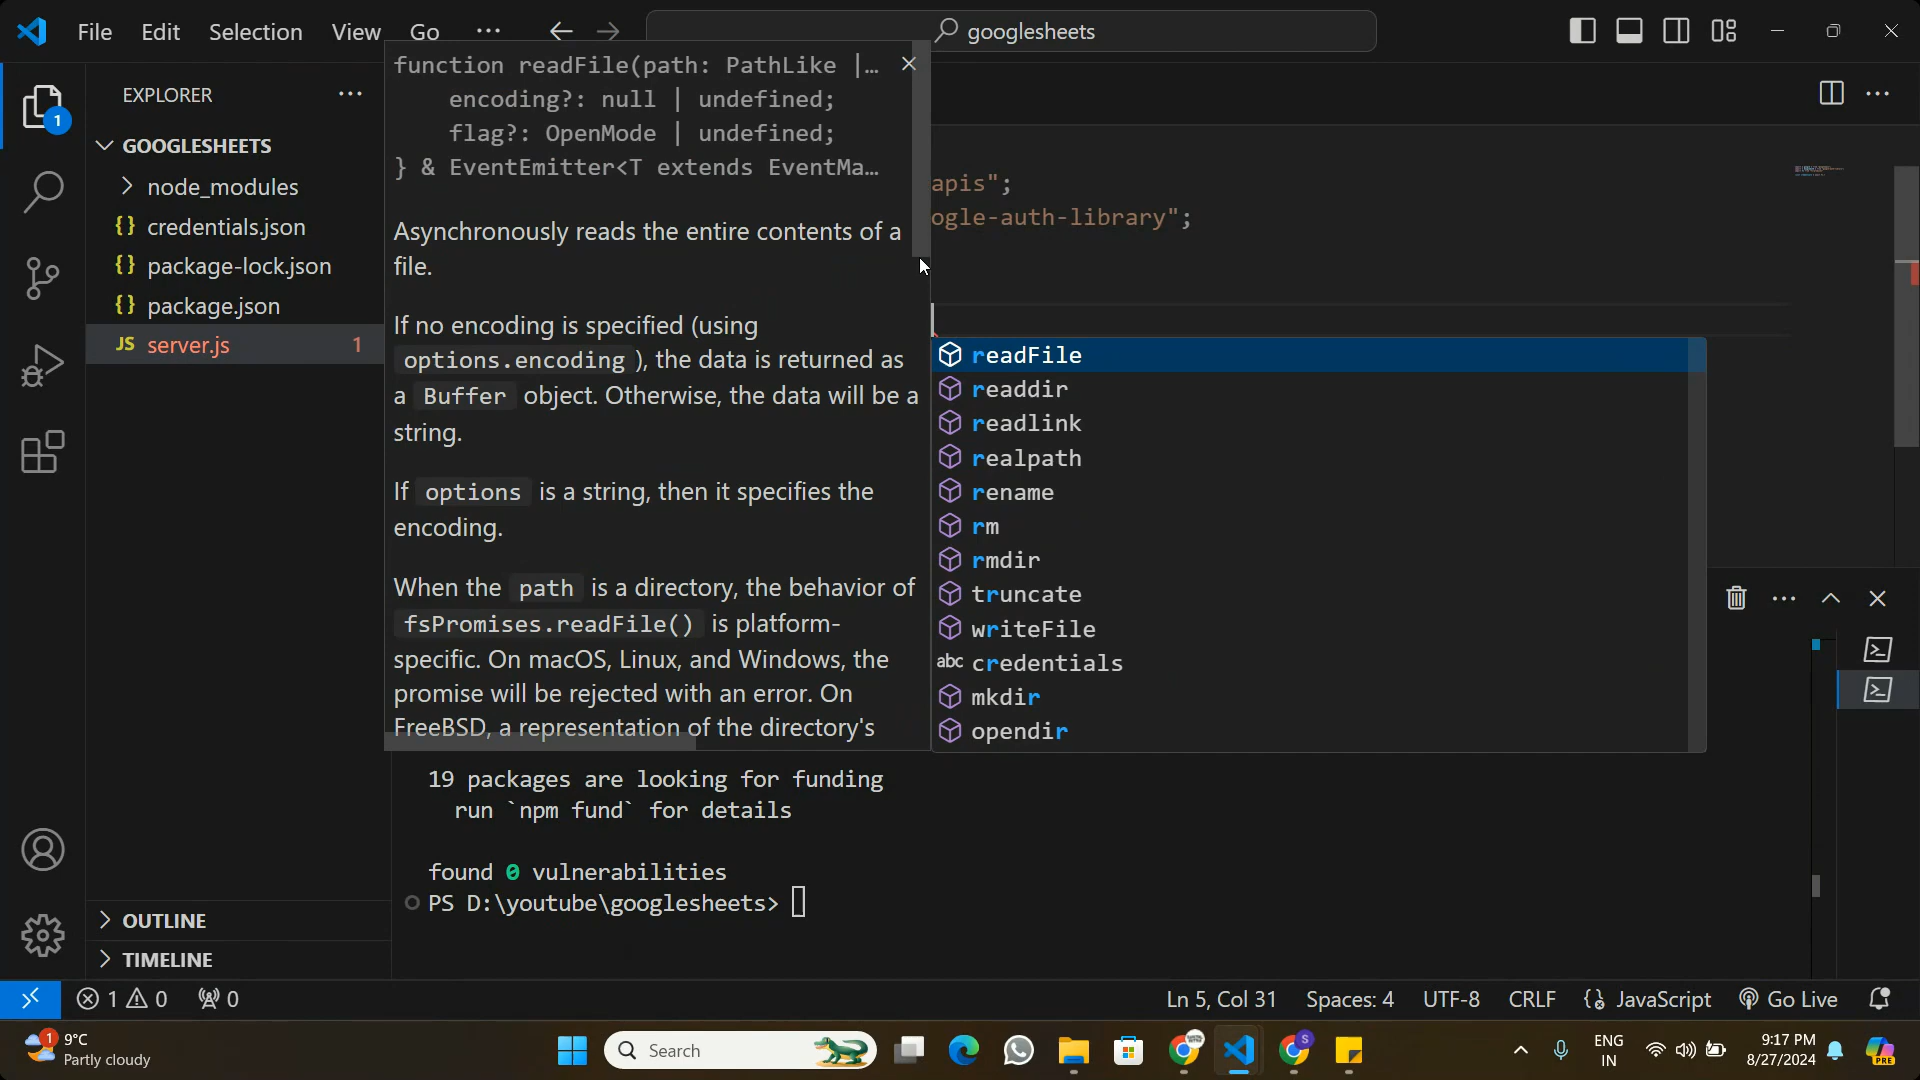 File Edit Selection View Go ···
googlesheets
EXPLORER
1
GOOGLESHEETS
node_modules
{} credentials.json
{} package-lock.json
{} package.json
JS server.js 1
OUTLINE
TIMELINE
function readFile(path: PathLike |…
encoding?: null | undefined;
flag?: OpenMode | undefined;
} & EventEmitter<T extends EventMa…
Asynchronously reads the entire contents of a
file.
If no encoding is specified (using
options.encoding ), the data is returned as
a Buffer object. Otherwise, the data will be a
string.
If options is a string, then it specifies the
encoding.
When the path is a directory, the behavior of
fsPromises.readFile() is platform-
specific. On macOS, Linux, and Windows, the
promise will be rejected with an error. On
FreeBSD, a representation of the directory's
apis";
ogle-auth-library";
readFile
readdir
readlink
realpath
rename
rm
rmdir
truncate
writeFile
abc credentials
mkdir
opendir
19 packages are looking for funding
run `npm fund` for details
found 0 vulnerabilities
PS D:\youtube\googlesheets>
1 0 0
Ln 5, Col 31 Spaces: 4 UTF-8 CRLF {} JavaScript Go Live
1
9°C
Partly cloudy
Search
S
ENG
IN
9:17 PM
8/27/2024
PRE